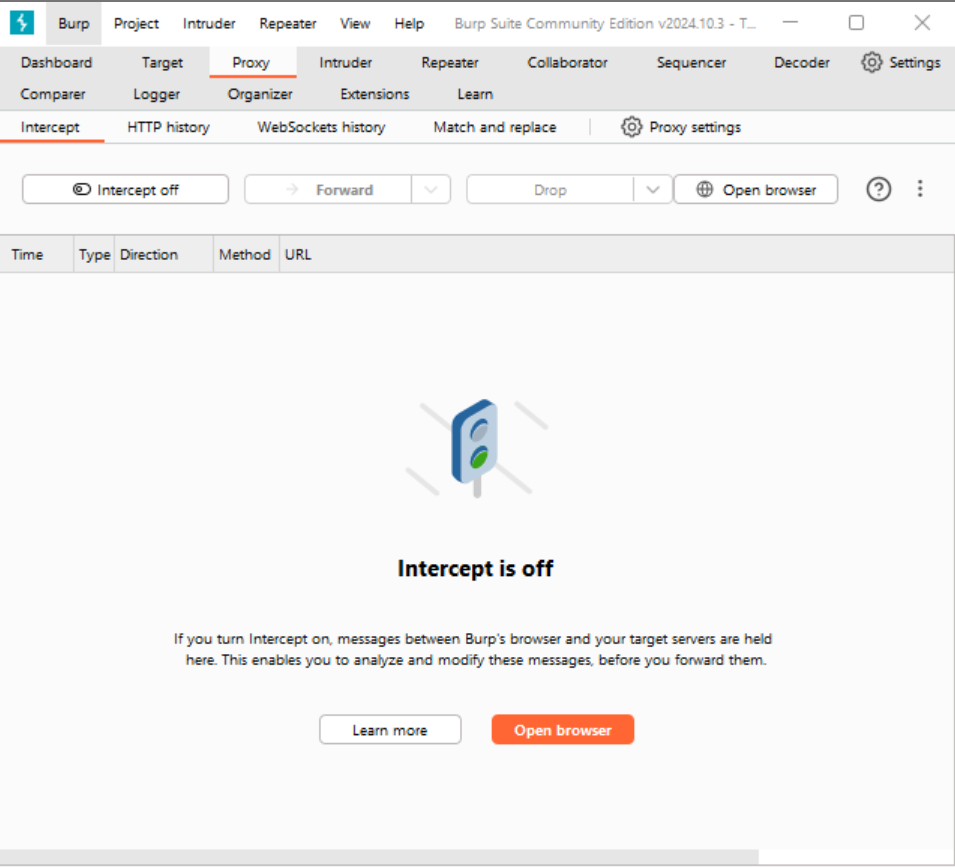 Burp Project Intruder Repeater View Help Burp Suite Community Edition v2024.10.3 - T...
Dashboard Target Proxy Intruder Repeater Collaborator Sequencer Decoder Settings
Comparer Logger Organizer Extensions Learn
Intercept HTTP history WebSockets history Match and replace Proxy settings
Intercept off Forward Drop Open browser
Time Type Direction Method URL
Intercept is off
If you turn Intercept on, messages between Burp's browser and your target servers are held
here. This enables you to analyze and modify these messages, before you forward them.
Learn more Open browser